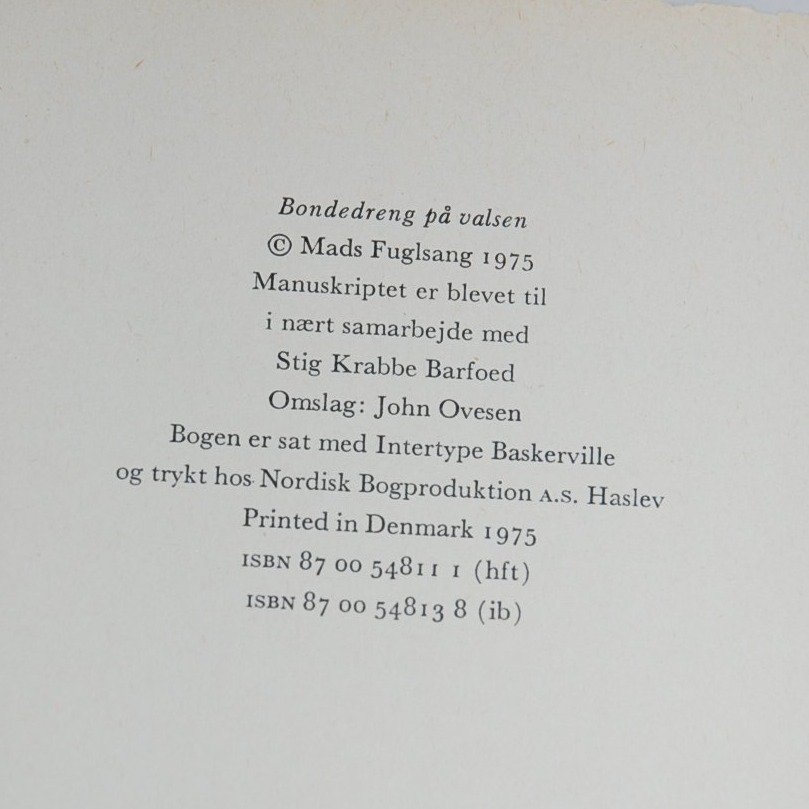 Bondedreng på valsen
© Mads Fuglsang 1975
Manuskriptet er blevet til
i nært samarbejde med
Stig Krabbe Barfoed
Omslag: John Ovesen
Bogen er sat med Intertype Baskerville
og trykt hos Nordisk Bogproduktion A.S. Haslev
Printed in Denmark 1975
ISBN 87 00 54811 1 (hft)
ISBN 87 00 54813 8 (ib)